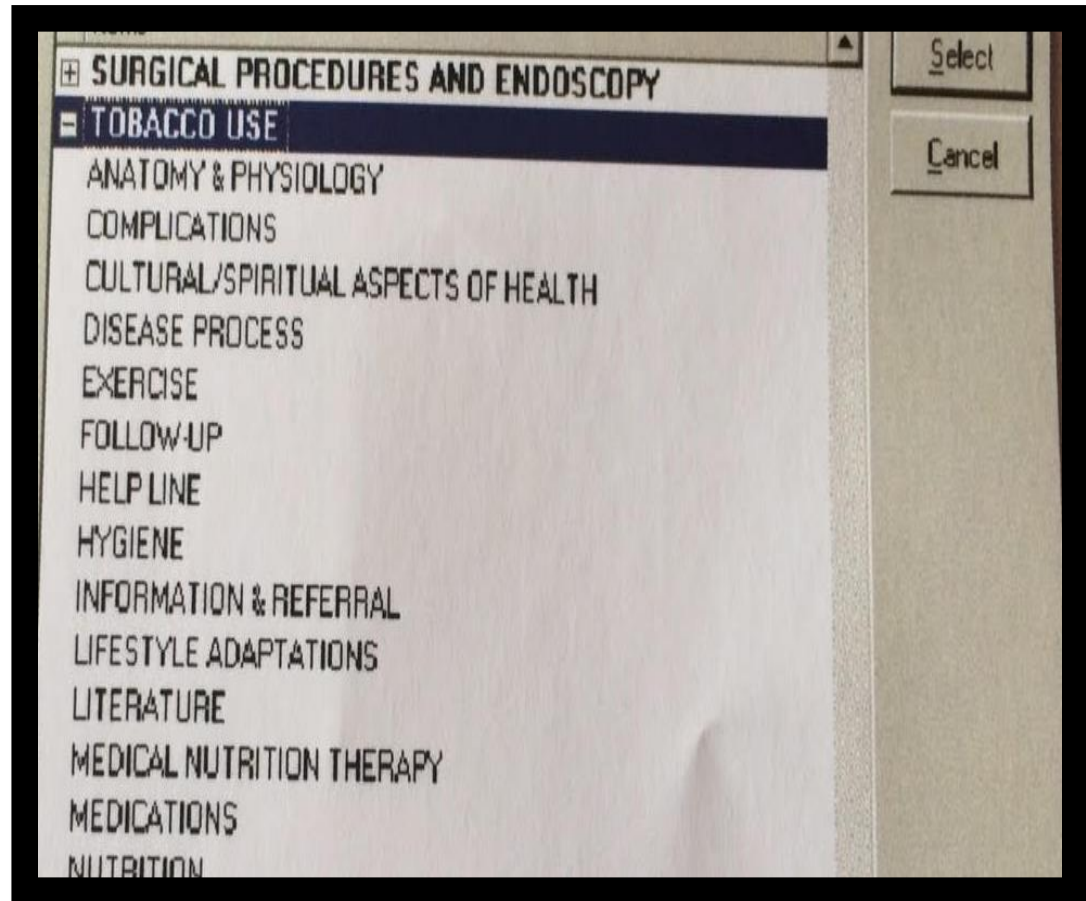 SURGICAL PROCEDURES AND ENDOSCOPY
TOBACCO USE
ANATOMY & PHYSIOLOGY
COMPLICATIONS
CULTURAL/SPIRITUAL ASPECTS OF HEALTH
DISEASE PROCESS
EXERCISE
FOLLOW-UP
HELP LINE
HYGIENE
INFORMATION & REFERRAL
LIFESTYLE ADAPTATIONS
LITERATURE
MEDICAL NUTRITION THERAPY
MEDICATIONS
NUTRITION
Select
Cancel